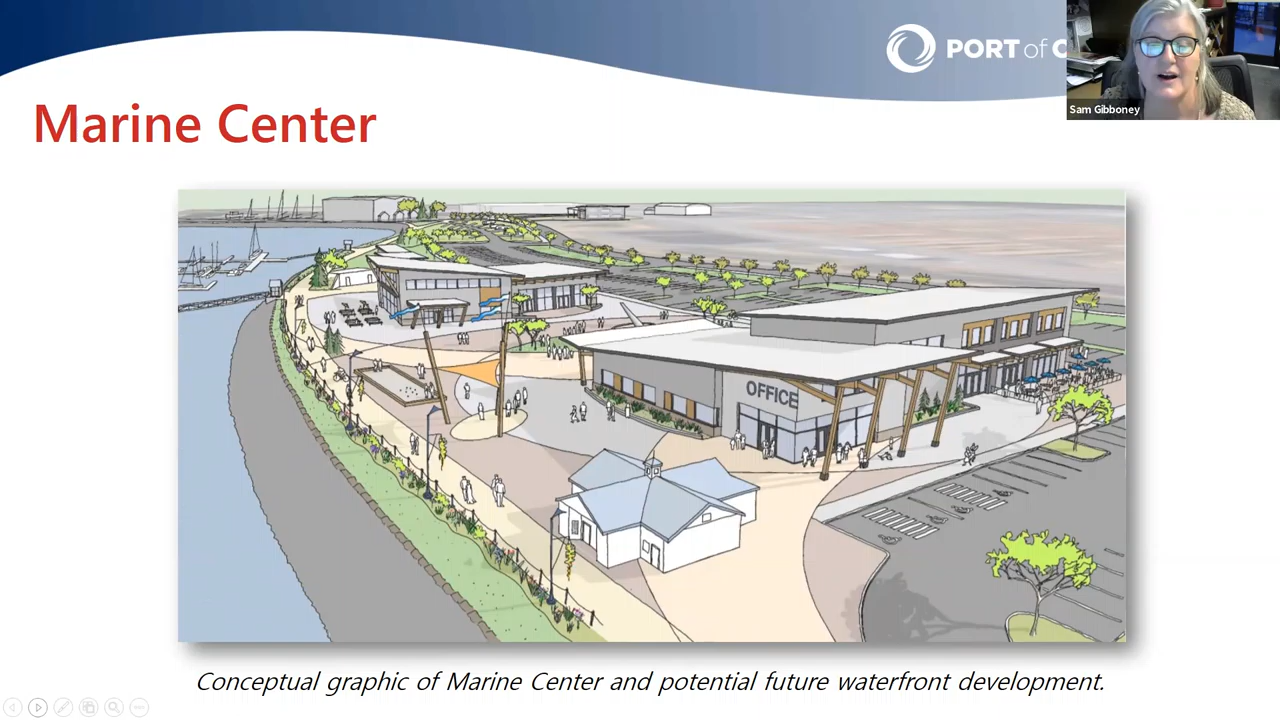 PORT of
Sam Gibboney
Marine Center
OFFICE
Conceptual graphic of Marine Center and potential future waterfront development.